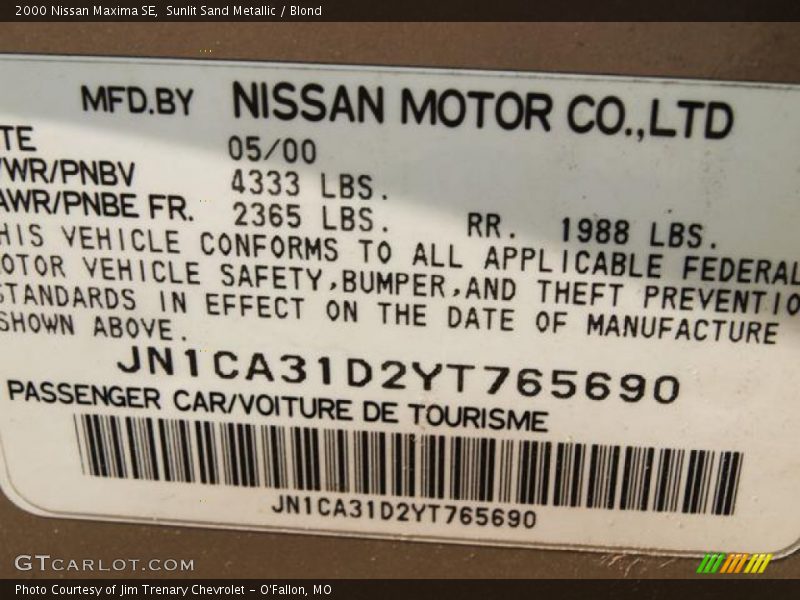 2000 Nissan Maxima SE,  Sunlit Sand Metallic / Blond
MFD.BY NISSAN MOTOR CO.,LTD
TE 05/00
/WR/PNBV 4333 LBS.
AWR/PNBE FR. 2365 LBS. RR. 1988 LBS.
HIS VEHICLE CONFORMS TO ALL APPLICABLE FEDERAL
OTOR VEHICLE SAFETY,BUMPER,AND THEFT PREVENTIO
STANDARDS IN EFFECT ON THE DATE OF MANUFACTURE
SHOWN ABOVE.
JN1CA31D2YT765690
PASSENGER CAR/VOITURE DE TOURISME
JN1CA31D2YT765690
GTCARLOT.COM
Photo Courtesy of Jim Trenary Chevrolet - O'Fallon, MO